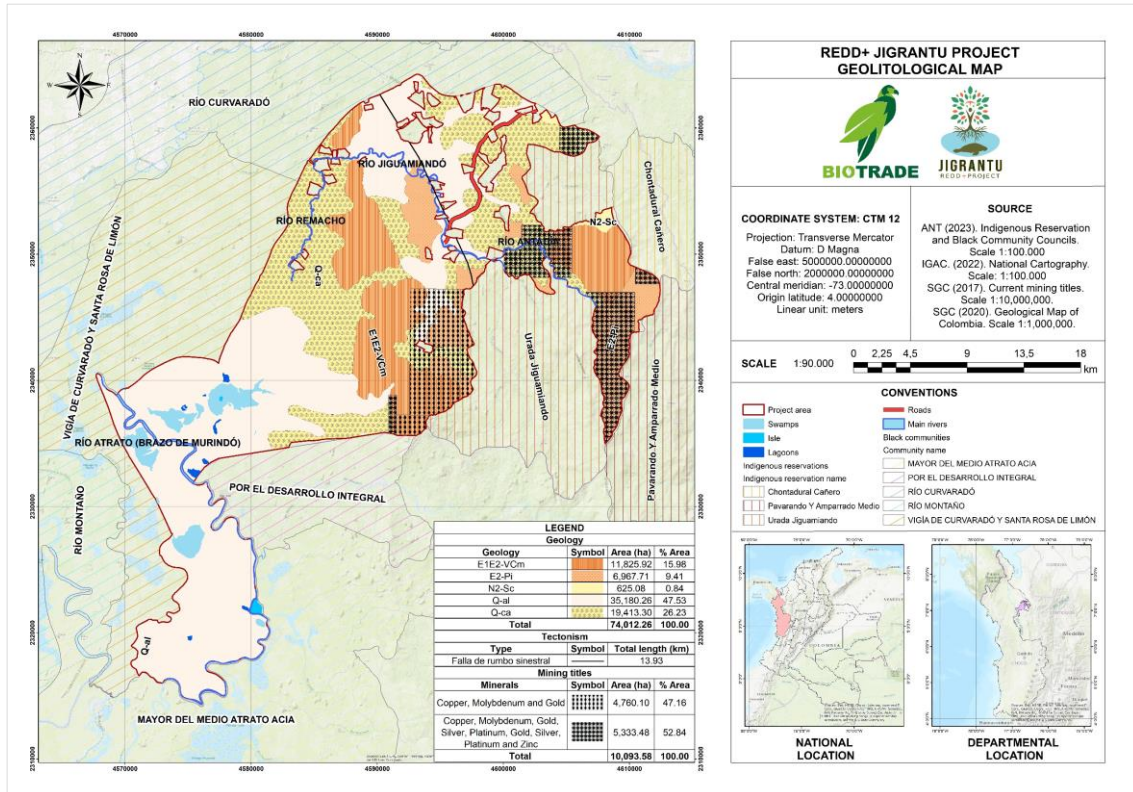 4570000
4580000
4590000
4600000
4610000
2360000
2350000
2340000
2330000
2320000
2310000
N
W
E
S
RÍO CURVARADÓ
RÍO JIGUAMIANDÓ
RÍO REMACHO
RÍO ANTADÓ
N2-Sc
Chontadural Cañero
VIGÍA DE CURVARADÓ Y SANTA ROSA DE LIMÓN
Q-ca
E1E2-VCm
E2-Pi
Urada Jiguamiando
Pavarando Y Amparrado Medio
RÍO ATRATO (BRAZO DE MURINDÓ)
RÍO MONTAÑO
POR EL DESARROLLO INTEGRAL
Q-al
MAYOR DEL MEDIO ATRATO ACIA
LEGEND
Geology
Geology Symbol Area (ha) % Area
E1E2-VCm 11,825.92 15.98
E2-Pi 6,967.71 9.41
N2-Sc 625.08 0.84
Q-al 35,180.26 47.53
Q-ca 19,413.30 26.23
Total 74,012.26 100.00
Tectonism
Type Symbol Total length (km)
Falla de rumbo sinestral 13.93
Mining titles
Minerals Symbol Area (ha) % Area
Copper, Molybdenum and Gold 4,760.10 47.16
Copper, Molybdenum, Gold,
Silver, Platinum, Gold, Silver,
Platinum and Zinc
5,333.48 52.84
Total 10,093.58 100.00
4570000
4580000
4590000
4600000
4610000
REDD+ JIGRANTU PROJECT
GEOLITOLOGICAL MAP
BIOTRADE
JIGRANTU
REDD+PROJECT
COORDINATE SYSTEM: CTM 12
Projection: Transverse Mercator
Datum: D Magna
False east: 5000000.00000000
False north: 2000000.00000000
Central meridian: -73.00000000
Origin latitude: 4.00000000
Linear unit: meters
SOURCE
ANT (2023). Indigenous Reservation
and Black Community Councils.
Scale 1:100.000
IGAC. (2022). National Cartography.
Scale: 1:100.000
SGC (2017). Current mining titles.
Scale 1:10,000,000.
SGC (2020). Geological Map of
Colombia. Scale 1:1,000,000.
SCALE 1:90.000
0 2,25 4,5 9 13,5 18
km
CONVENTIONS
Project area
Swamps
Isle
Lagoons
Indigenous reservations
Indigenous reservation name
Chontadural Cañero
Pavarando Y Amparrado Medio
Urada Jiguamiando
Roads
Main rivers
Black communities
Community name
MAYOR DEL MEDIO ATRATO ACIA
POR EL DESARROLLO INTEGRAL
RÍO CURVARADÓ
RÍO MONTAÑO
VIGÍA DE CURVARADÓ Y SANTA ROSA DE LIMÓN
COLOMBIA
NATIONAL
LOCATION
DEPARTMENTAL
LOCATION